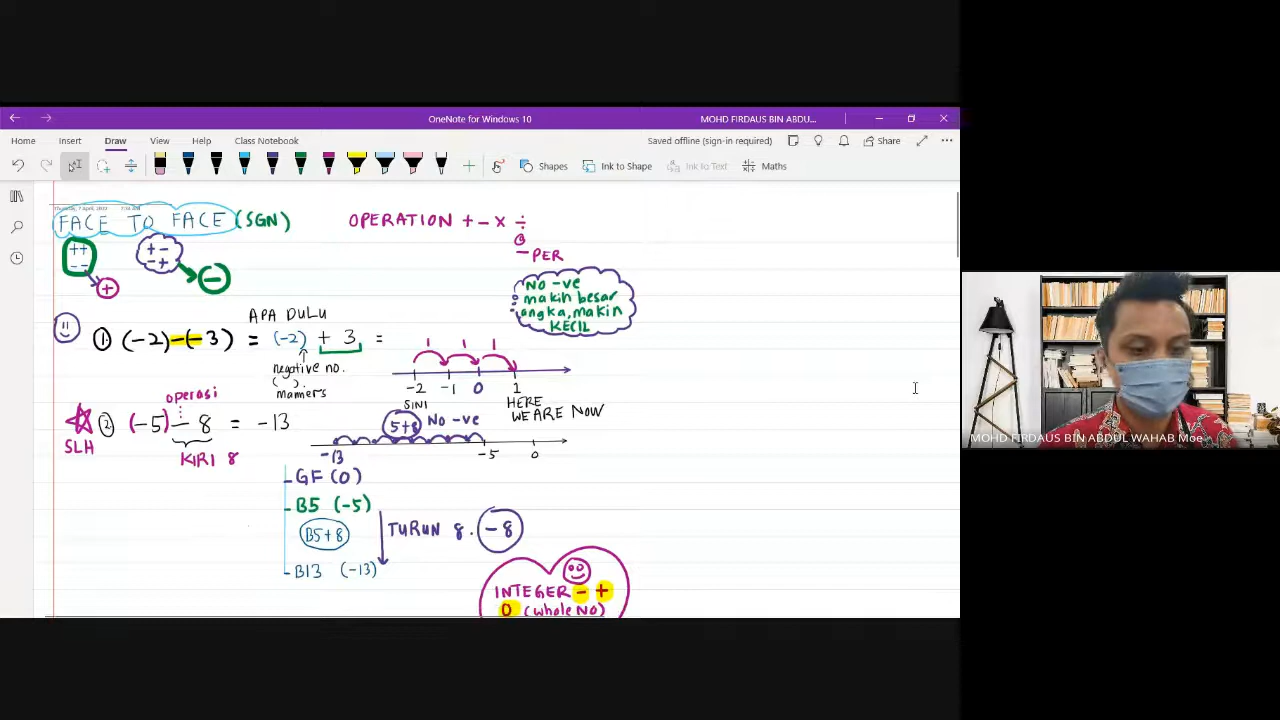 OneNote for Windows 10
MOHD FIRDAUS BIN ABDU...
Home Insert Draw View Help Class Notebook
Saved offline (sign-in required)
Share
Shapes
Ink to Shape
Ink to Text
Maths
FACE TO FACE (SGN)
OPERATION + − × ÷
++
--
+
+ −
− +
−
− PER
NO -ve
makin besar
angka, makin
KECIL
APA DULU
① (−2) − (−3) = (−2) + 3 =
negative no.
( ).
manners
1 1 1
−2 −1 0 1
SINI
HERE
WE ARE NOW
operasi
SLH
② (−5) − 8 = −13
KIRI 8
5+8 No -ve
−13 −5 0
GF (0)
B5 (−5)
B5+8
TURUN 8. −8
B13 (−13)
INTEGER − +
0 (whole No)
MOHD FIRDAUS BIN ABDUL WAHAB Moe